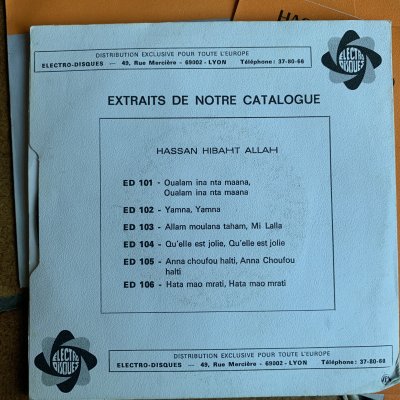 HAS
DISTRIBUTION EXCLUSIVE POUR TOUTE L'EUROPE
ELECTRO-DISQUES — 49, Rue Mercière - 69002 - LYON Téléphone : 37-80-66
ELECTRO
DISQUES
EXTRAITS DE NOTRE CATALOGUE
HASSAN HIBAHT ALLAH
ED 101 - Oualam ina nta maana,
Oualam ina nta maana
ED 102 - Yamna, Yamna
ED 103 - Allam moulana taham, Mi Lalla
ED 104 - Qu'elle est jolie, Qu'elle est jolie
ED 105 - Anna choufou halti, Anna Choufou
halti
ED 106 - Hata mao mrati, Hata mao mrati
ELECTRO
DISQUES
DISTRIBUTION EXCLUSIVE POUR TOUTE L'EUROPE
ELECTRO-DISQUES — 49, Rue Mercière - 69002 - LYON Téléphone : 37-80-66